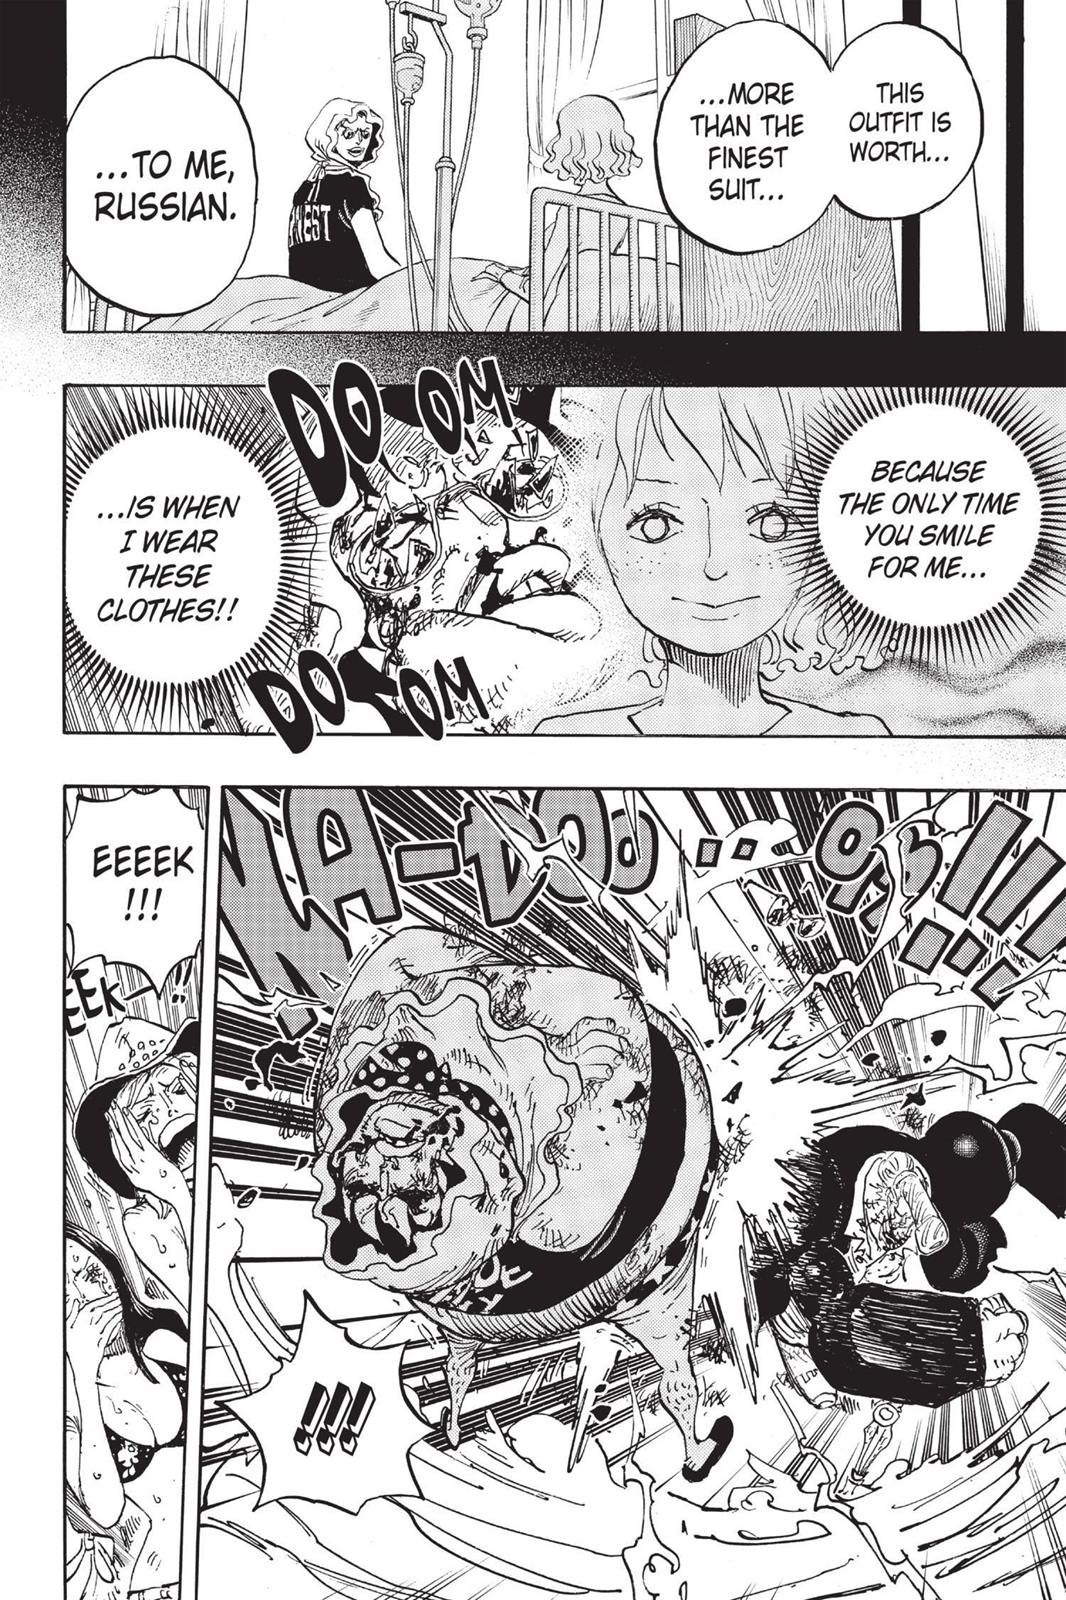 THIS
OUTFIT IS
WORTH...
...MORE
THAN THE
FINEST
SUIT...
...TO ME,
RUSSIAN.
BECAUSE
THE ONLY TIME
YOU SMILE
FOR ME...
DO OM
...IS WHEN
I WEAR
THESE
CLOTHES!!
DO OM
!!!
EEEEK
!!!
EEEK—!!